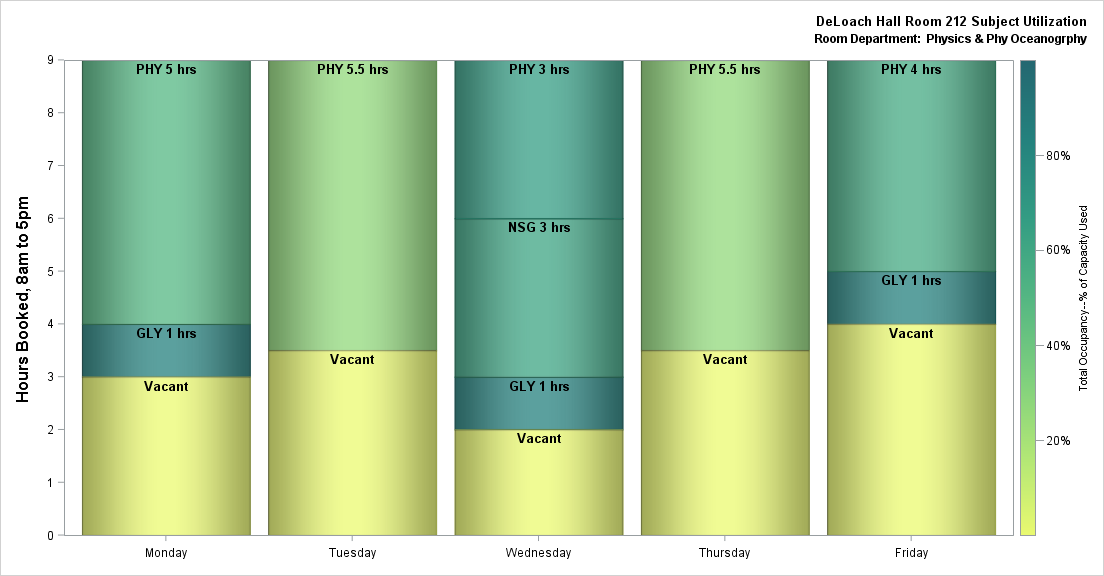 DeLoach Hall Room 212 Subject Utilization
Room Department: Physics & Phy Oceanogrphy
Hours Booked, 8am to 5pm
9
8
7
6
5
4
3
2
1
0
PHY 5 hrs
GLY 1 hrs
Vacant
PHY 5.5 hrs
Vacant
PHY 3 hrs
NSG 3 hrs
GLY 1 hrs
Vacant
PHY 5.5 hrs
Vacant
PHY 4 hrs
GLY 1 hrs
Vacant
Monday
Tuesday
Wednesday
Thursday
Friday
80%
60%
40%
20%
Total Occupancy--% of Capacity Used